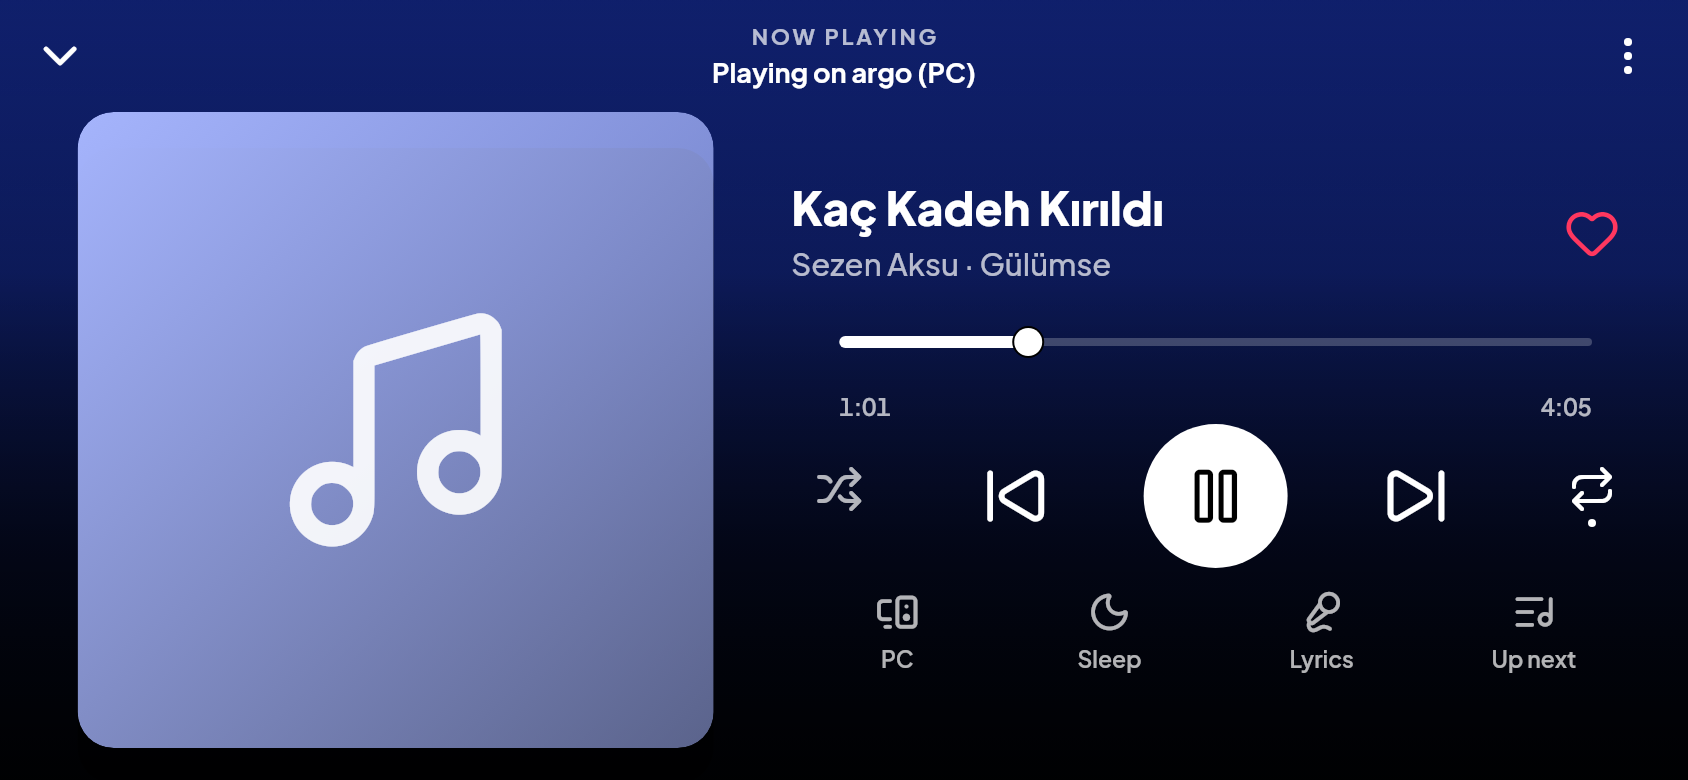 NOW PLAYING
Playing on argo (PC)
Kaç Kadeh Kırıldı
Sezen Aksu · Gülümse
1:01
4:05
PC
Sleep
Lyrics
Up next